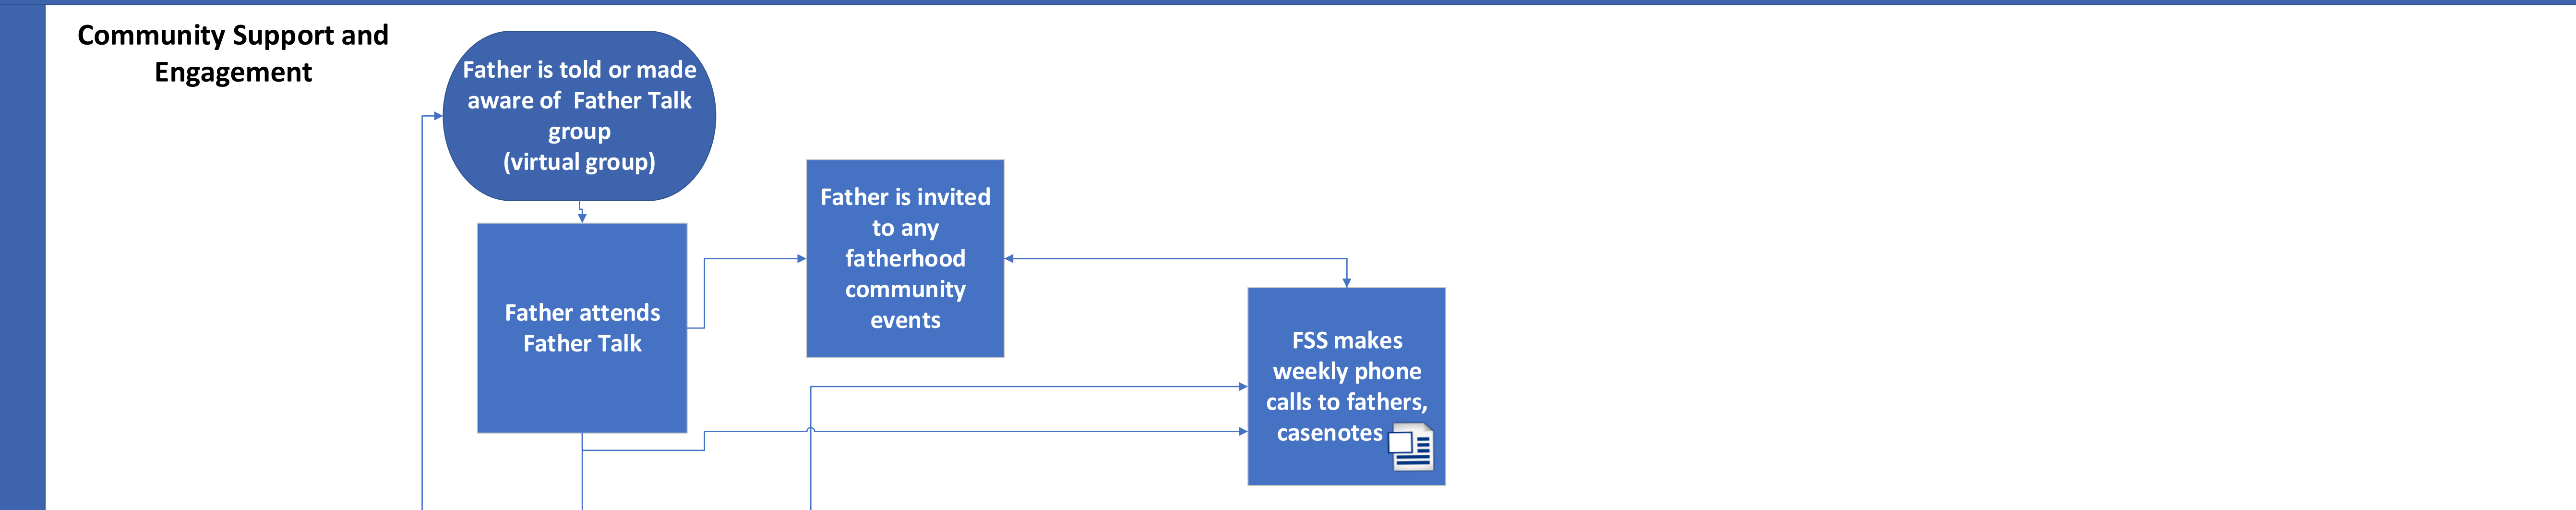 Community Support and
Engagement
Father is told or made
aware of  Father Talk
group
(virtual group)
Father attends
Father Talk
Father is invited
to any
fatherhood
community
events
FSS makes
weekly phone
calls to fathers,
casenotes